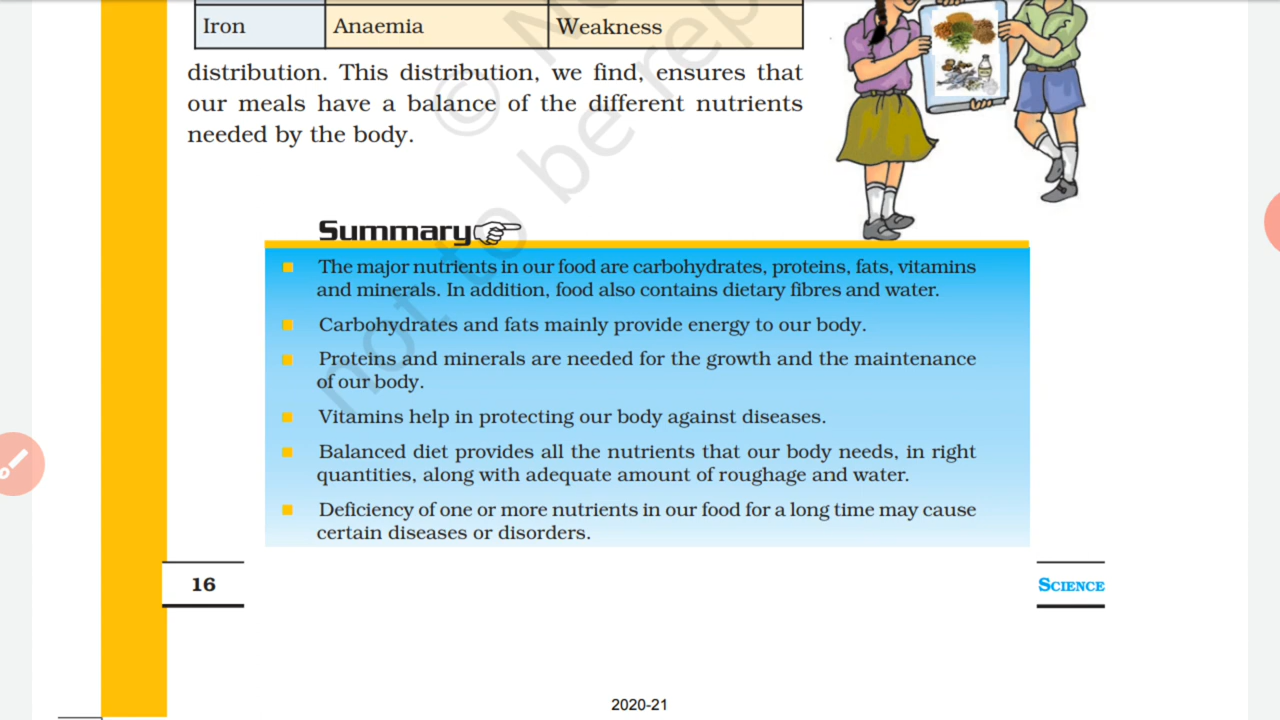 Iron Anaemia Weakness
distribution. This distribution, we find, ensures that
our meals have a balance of the different nutrients
needed by the body.
Summary
The major nutrients in our food are carbohydrates, proteins, fats, vitamins
and minerals. In addition, food also contains dietary fibres and water.
Carbohydrates and fats mainly provide energy to our body.
Proteins and minerals are needed for the growth and the maintenance
of our body.
Vitamins help in protecting our body against diseases.
Balanced diet provides all the nutrients that our body needs, in right
quantities, along with adequate amount of roughage and water.
Deficiency of one or more nutrients in our food for a long time may cause
certain diseases or disorders.
16
SCIENCE
2020-21
©
not to be rep